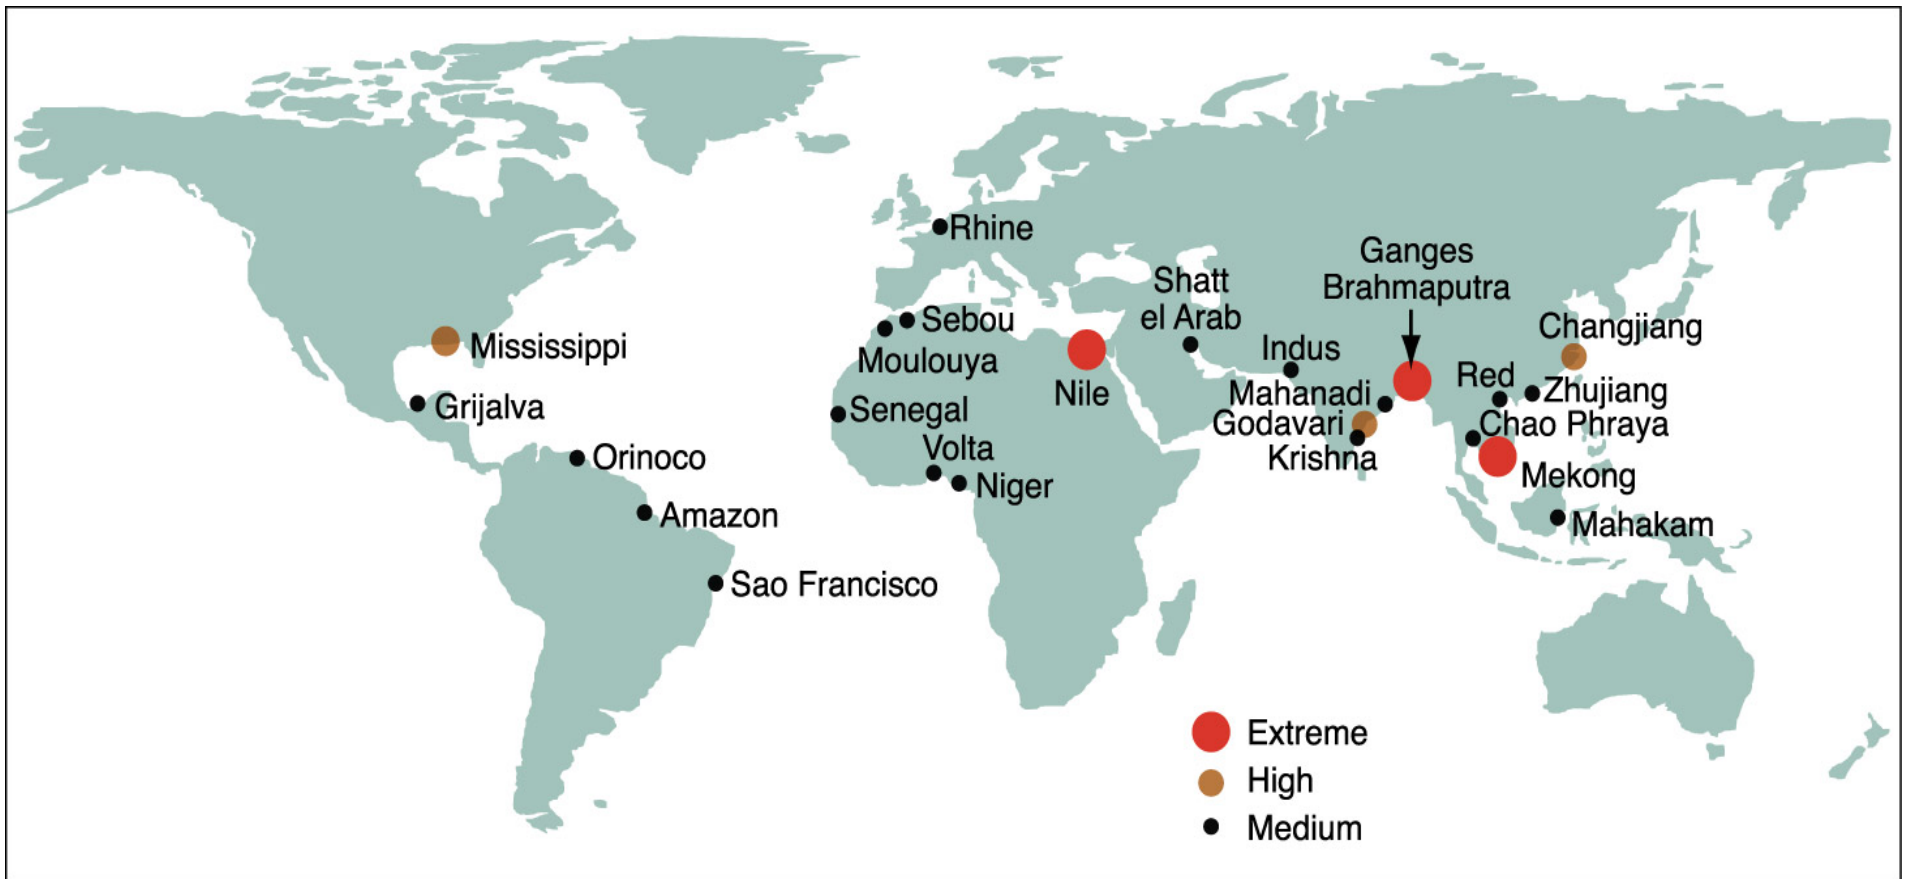 Rhine
Ganges
Brahmaputra
Shatt
el Arab
Sebou
Moulouya
Mississippi
Changjiang
Indus
Nile
Red
Zhujiang
Mahanadi
Grijalva
Senegal
Godavari
Chao Phraya
Volta
Krishna
Orinoco
Niger
Mekong
Amazon
Mahakam
Sao Francisco
Extreme
High
Medium